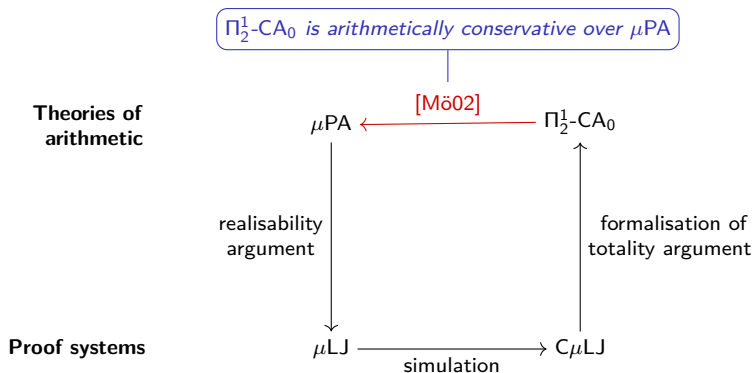 Π¹₂-CA₀ is arithmetically conservative over μPA
[Mö02]
Theories of
arithmetic
μPA
Π¹₂-CA₀
realisability
argument
formalisation of
totality argument
Proof systems
μLJ
CμLJ
simulation